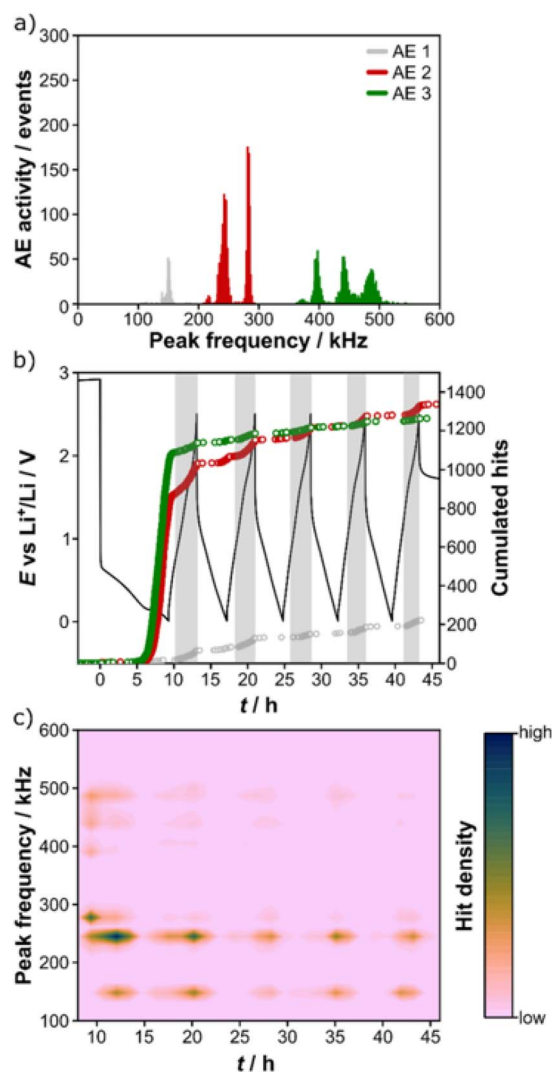 a)
300
250
200
150
100
50
0
AE activity / events
AE 1
AE 2
AE 3
0 100 200 300 400 500 600
Peak frequency / kHz
b)
3
2
1
0
E vs Li⁺/Li / V
1400
1200
1000
800
600
400
200
0
Cumulated hits
0 5 10 15 20 25 30 35 40 45
t / h
c)
600
500
400
300
200
100
Peak frequency / kHz
10 15 20 25 30 35 40 45
t / h
high
low
Hit density